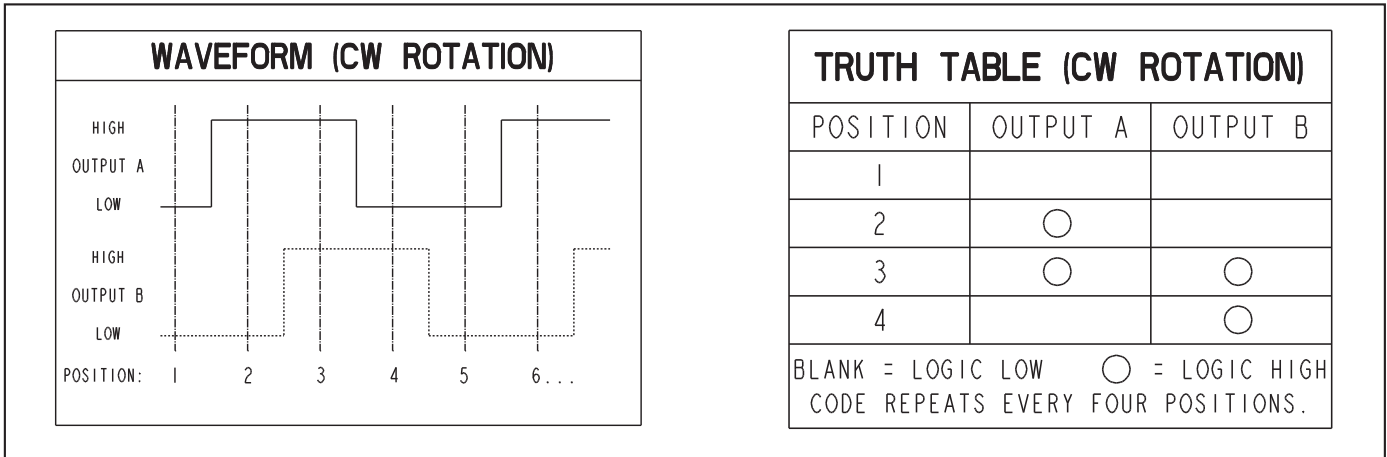 WAVEFORM (CW ROTATION)
HIGH
OUTPUT A
LOW
HIGH
OUTPUT B
LOW
POSITION: 1 2 3 4 5 6...
TRUTH TABLE (CW ROTATION)
POSITION OUTPUT A OUTPUT B
1
2
3
4
BLANK = LOGIC LOW ○ = LOGIC HIGH
CODE REPEATS EVERY FOUR POSITIONS.